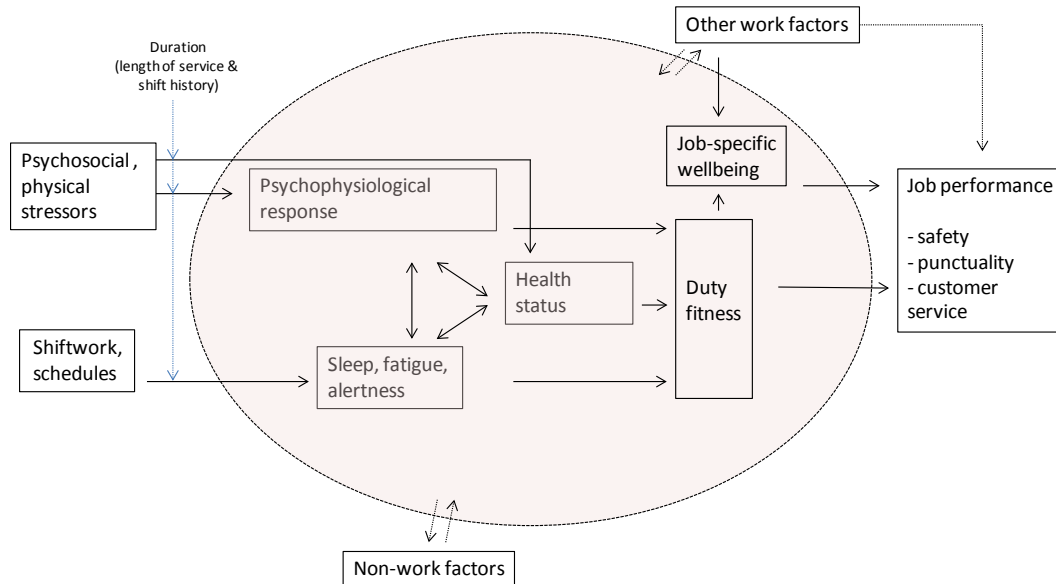 Other work factors
Duration
(length of service &
shift history)
Psychosocial ,
physical
stressors
Psychophysiological
response
Job-specific
wellbeing
Job performance
- safety
- punctuality
- customer
service
Health
status
Duty
fitness
Shiftwork,
schedules
Sleep, fatigue,
alertness
Non-work factors